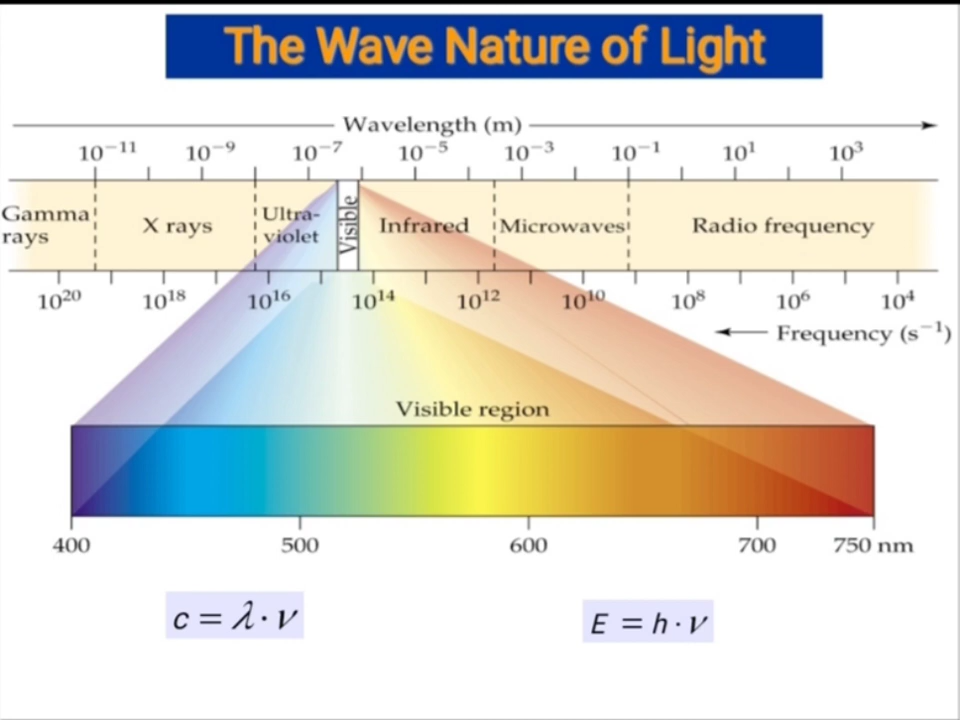 The Wave Nature of Light
Wavelength (m)
10⁻¹¹ 10⁻⁹ 10⁻⁷ 10⁻⁵ 10⁻³ 10⁻¹ 10¹ 10³
Gamma
rays
X rays
Ultra-
violet
Visible
Infrared
Microwaves
Radio frequency
10²⁰ 10¹⁸ 10¹⁶ 10¹⁴ 10¹² 10¹⁰ 10⁸ 10⁶ 10⁴
Frequency (s⁻¹)
Visible region
400 500 600 700 750 nm
c = λ · ν
E = h · ν